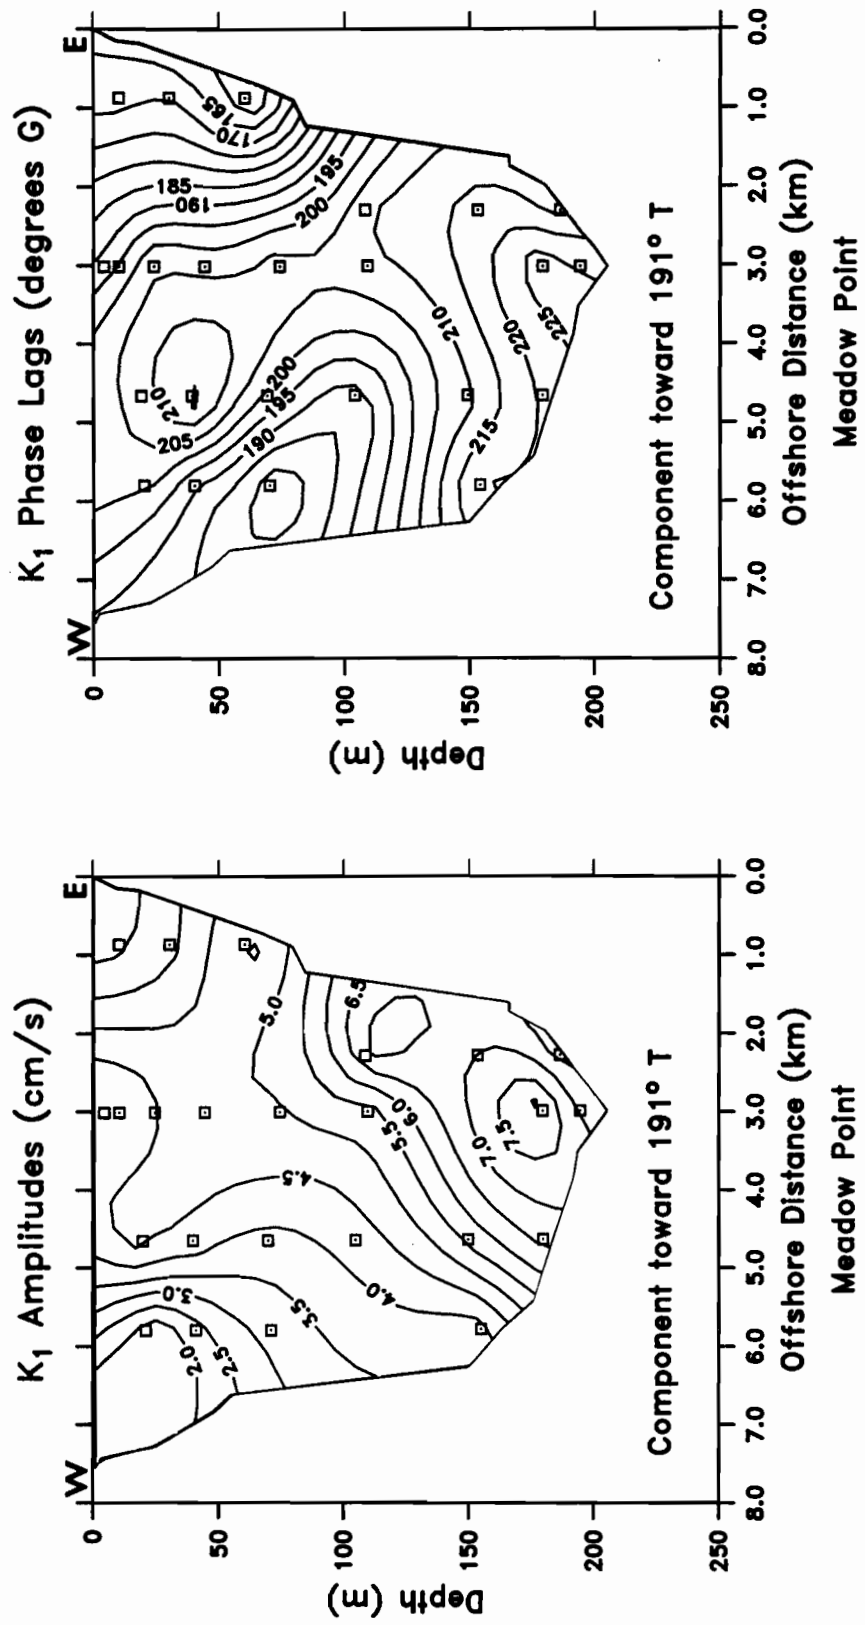 K₁ Amplitudes (cm/s)
W
E
0
50
100
150
200
250
Depth (m)
2.0
2.5
3.0
3.5
4.0
4.5
5.0
5.5
6.0
6.5
7.0
7.5
Component toward 191° T
8.0 7.0 6.0 5.0 4.0 3.0 2.0 1.0 0.0
Offshore Distance (km)
Meadow Point
K₁ Phase Lags (degrees G)
W
E
0
50
100
150
200
250
Depth (m)
165
170
185
190
195
200
210
205
190
195
200
210
215
220
225
Component toward 191° T
8.0 7.0 6.0 5.0 4.0 3.0 2.0 1.0 0.0
Offshore Distance (km)
Meadow Point